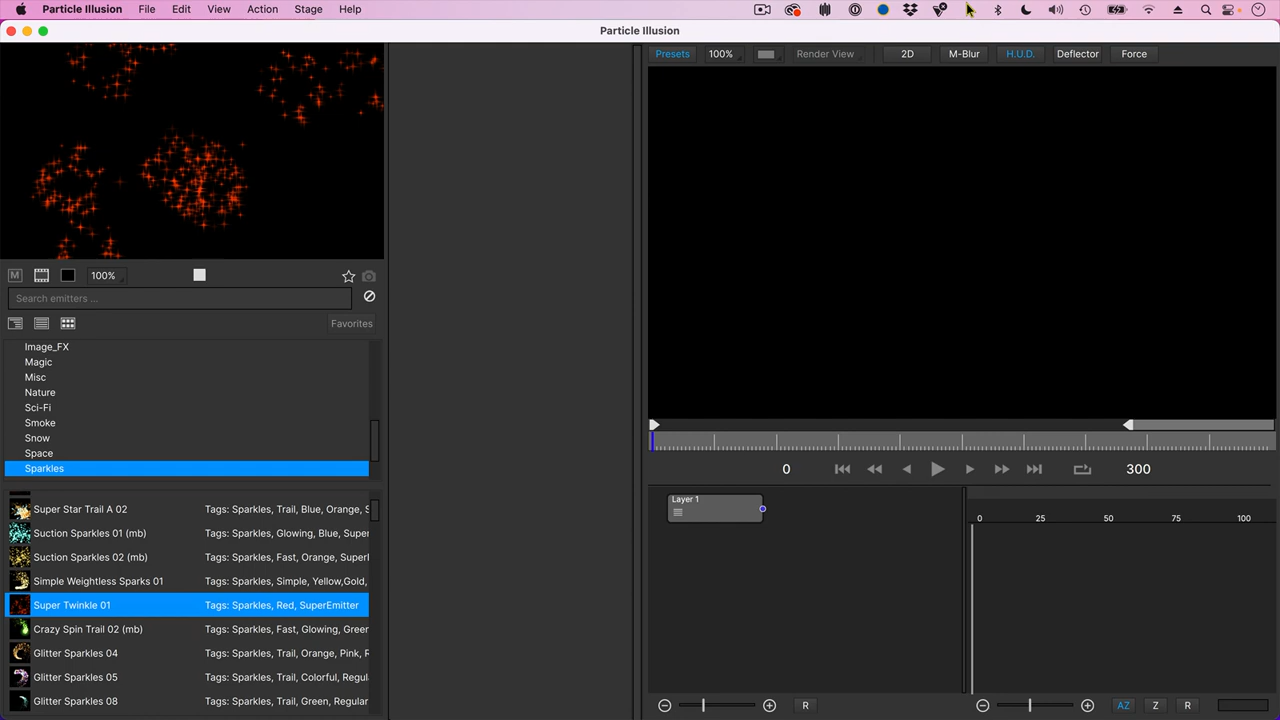 Particle Illusion File Edit View Action Stage Help
Particle Illusion
Presets 100% Render View 2D M-Blur H.U.D. Deflector Force
M 100%
Search emitters ...
Favorites
Image_FX
Magic
Misc
Nature
Sci-Fi
Smoke
Snow
Space
Sparkles
0 300
Super Star Trail A 02 Tags: Sparkles, Trail, Blue, Orange, S
Suction Sparkles 01 (mb) Tags: Sparkles, Glowing, Blue, Super
Suction Sparkles 02 (mb) Tags: Sparkles, Fast, Orange, Superl
Simple Weightless Sparks 01 Tags: Sparkles, Simple, Yellow,Gold,
Super Twinkle 01 Tags: Sparkles, Red, SuperEmitter
Crazy Spin Trail 02 (mb) Tags: Sparkles, Fast, Glowing, Green
Glitter Sparkles 04 Tags: Sparkles, Trail, Orange, Pink, R
Glitter Sparkles 05 Tags: Sparkles, Trail, Colorful, Regula
Glitter Sparkles 08 Tags: Sparkles, Trail, Green, Regular
Layer 1
0 25 50 75 100
R AZ Z R